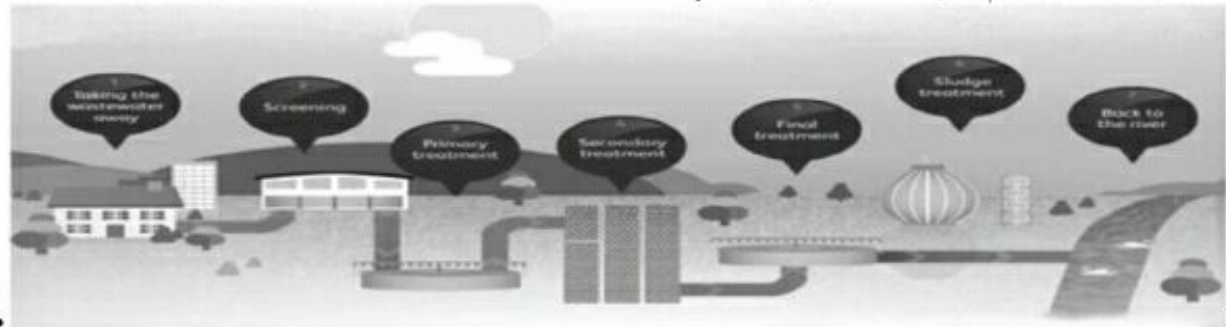 Taking the
wastewater
away
Screening
Primary
treatment
Secondary
treatment
Final
treatment
Sludge
treatment
Back to
the river